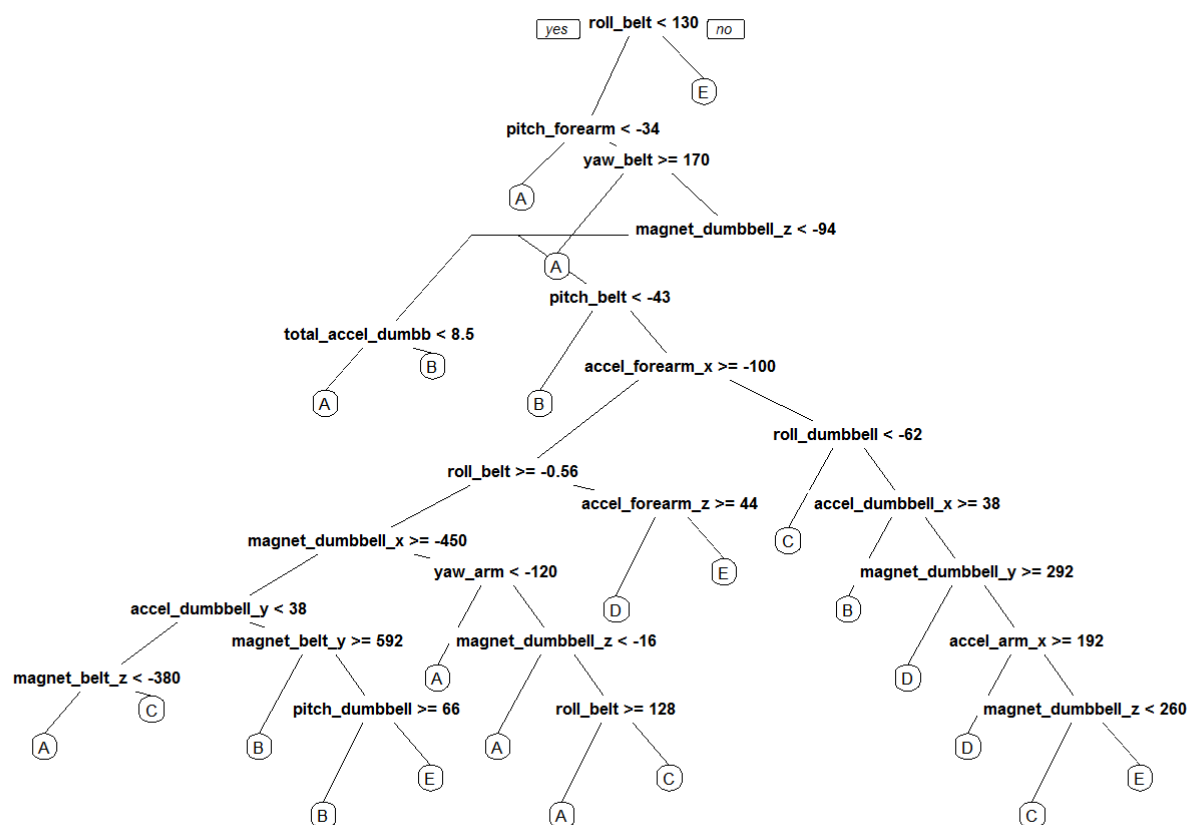 yes roll_belt < 130 no
E
pitch_forearm < -34
yaw_belt >= 170
A
magnet_dumbbell_z < -94
A
pitch_belt < -43
total_accel_dumbb < 8.5
B
accel_forearm_x >= -100
A
B
roll_dumbbell < -62
roll_belt >= -0.56
accel_forearm_z >= 44
accel_dumbbell_x >= 38
magnet_dumbbell_x >= -450
C
yaw_arm < -120
E
magnet_dumbbell_y >= 292
accel_dumbbell_y < 38
D
B
magnet_belt_y >= 592
magnet_dumbbell_z < -16
accel_arm_x >= 192
magnet_belt_z < -380
A
D
C
pitch_dumbbell >= 66
roll_belt >= 128
magnet_dumbbell_z < 260
A
B
A
D
E
C
E
B
A
C